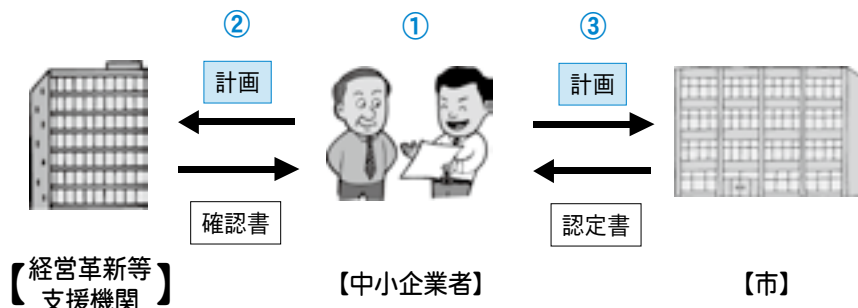 ② ① ③
計画 計画
確認書 認定書
【経営革新等
支援機関】
【中小企業者】
【市】